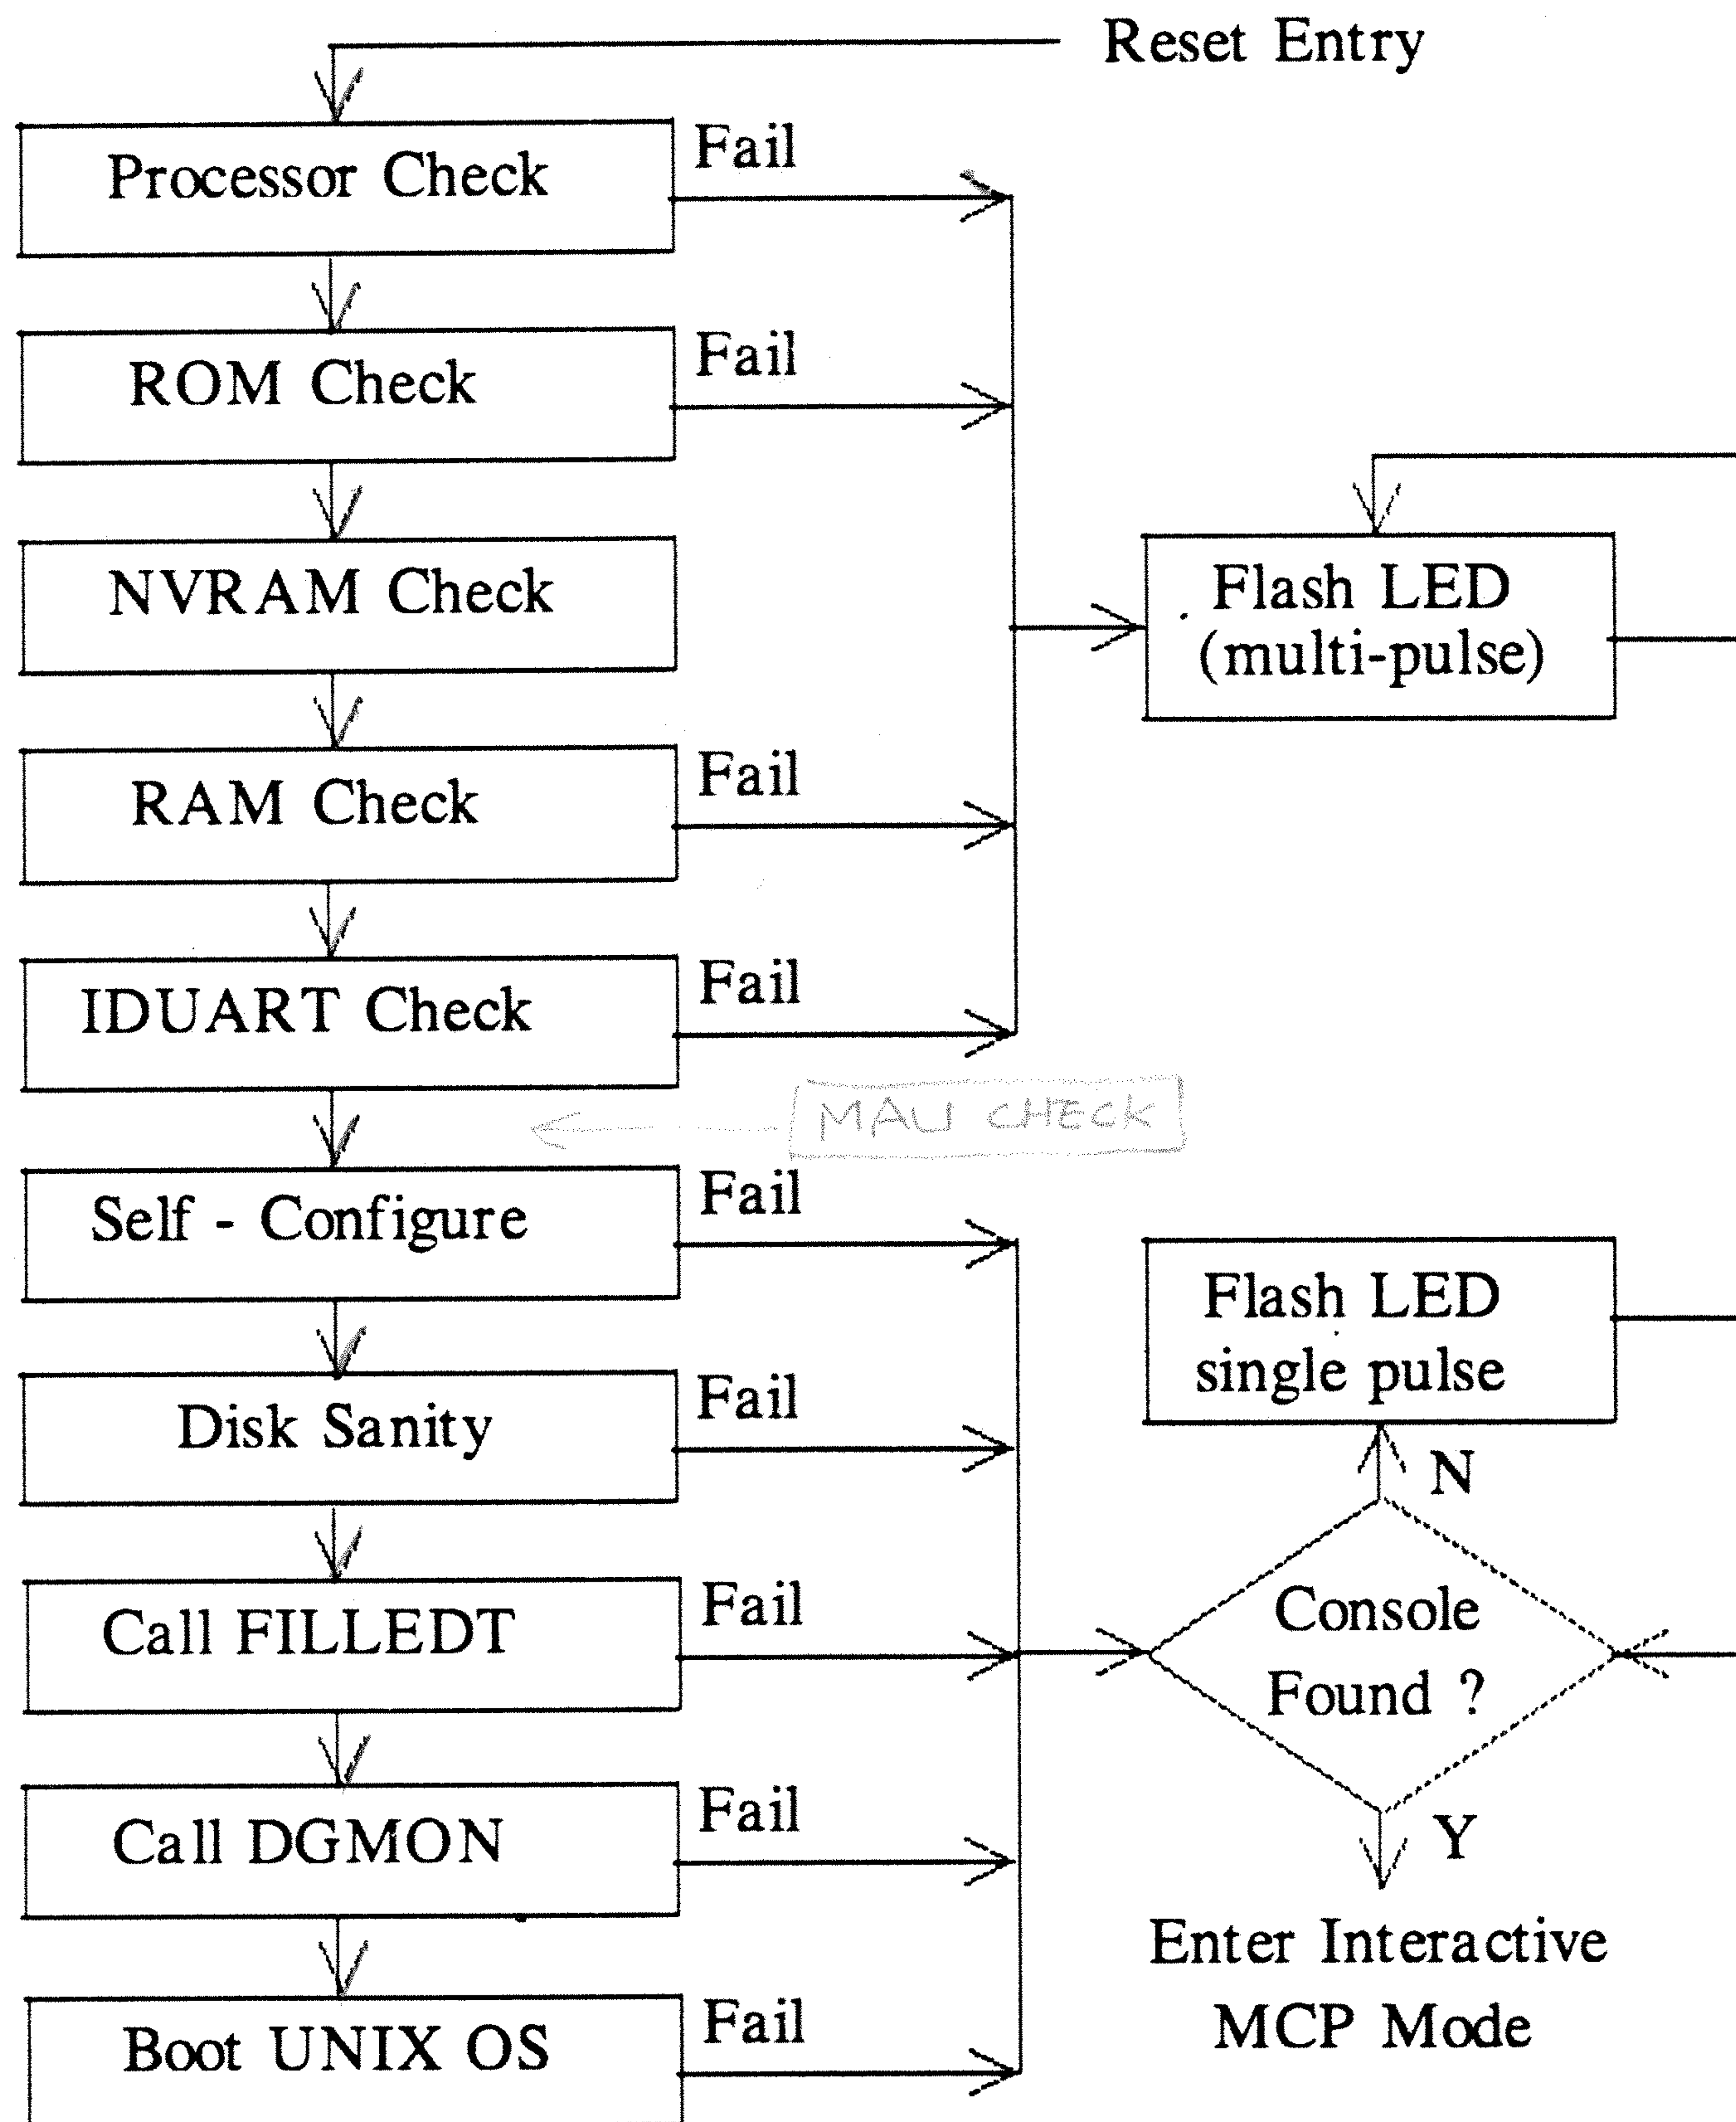 Reset Entry
Processor Check
Fail
ROM Check
Fail
NVRAM Check
Flash LED
(multi-pulse)
RAM Check
Fail
IDUART Check
Fail
MAU CHECK
Self - Configure
Fail
Flash LED
single pulse
Disk Sanity
Fail
N
Call FILLEDT
Fail
Console
Found ?
Call DGMON
Fail
Y
Enter Interactive
MCP Mode
Boot UNIX OS
Fail